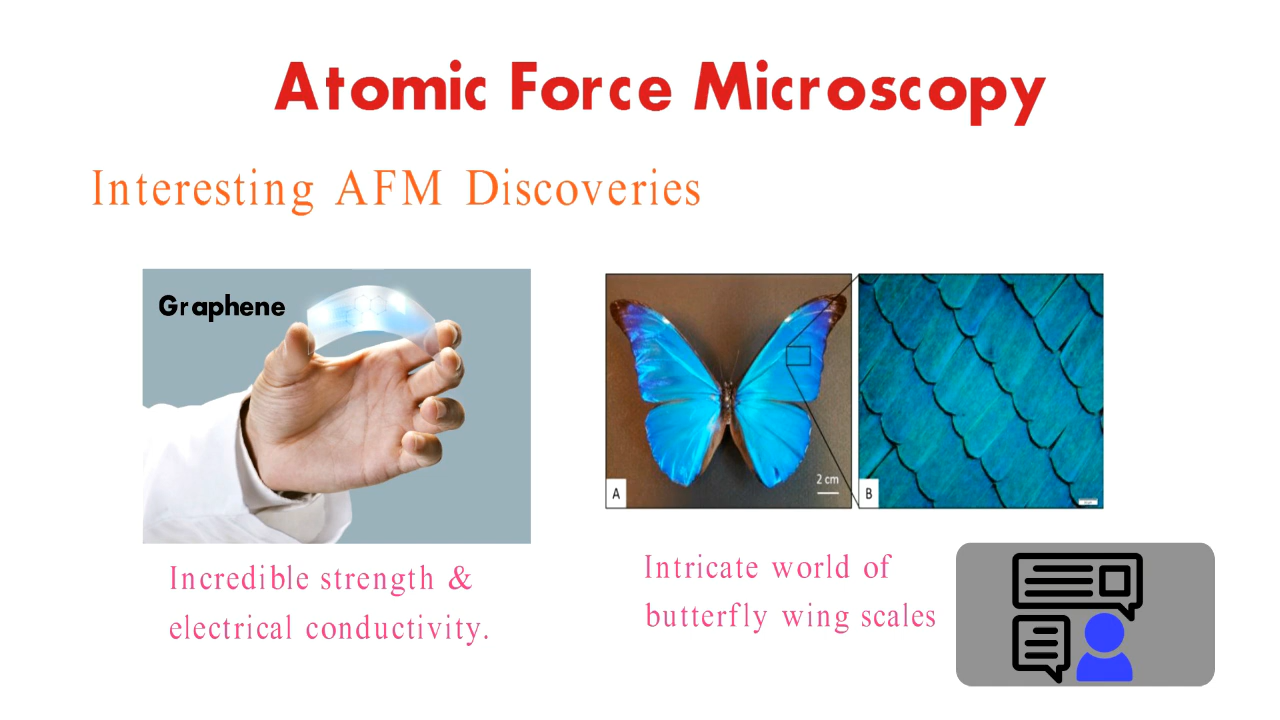 Atomic Force Microscopy
Interesting AFM Discoveries
Graphene
2 cm
A
B
Incredible strength &
electrical conductivity.
Intricate world of
butterfly wing scales